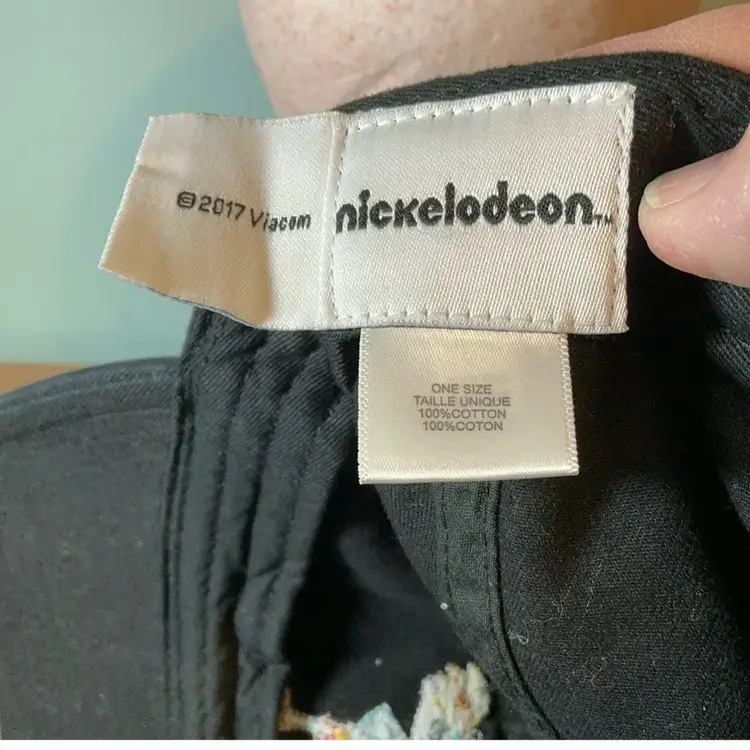 ©2017 Viacom
nickelodeon™
ONE SIZE
TAILLE UNIQUE
100%COTTON
100%COTON